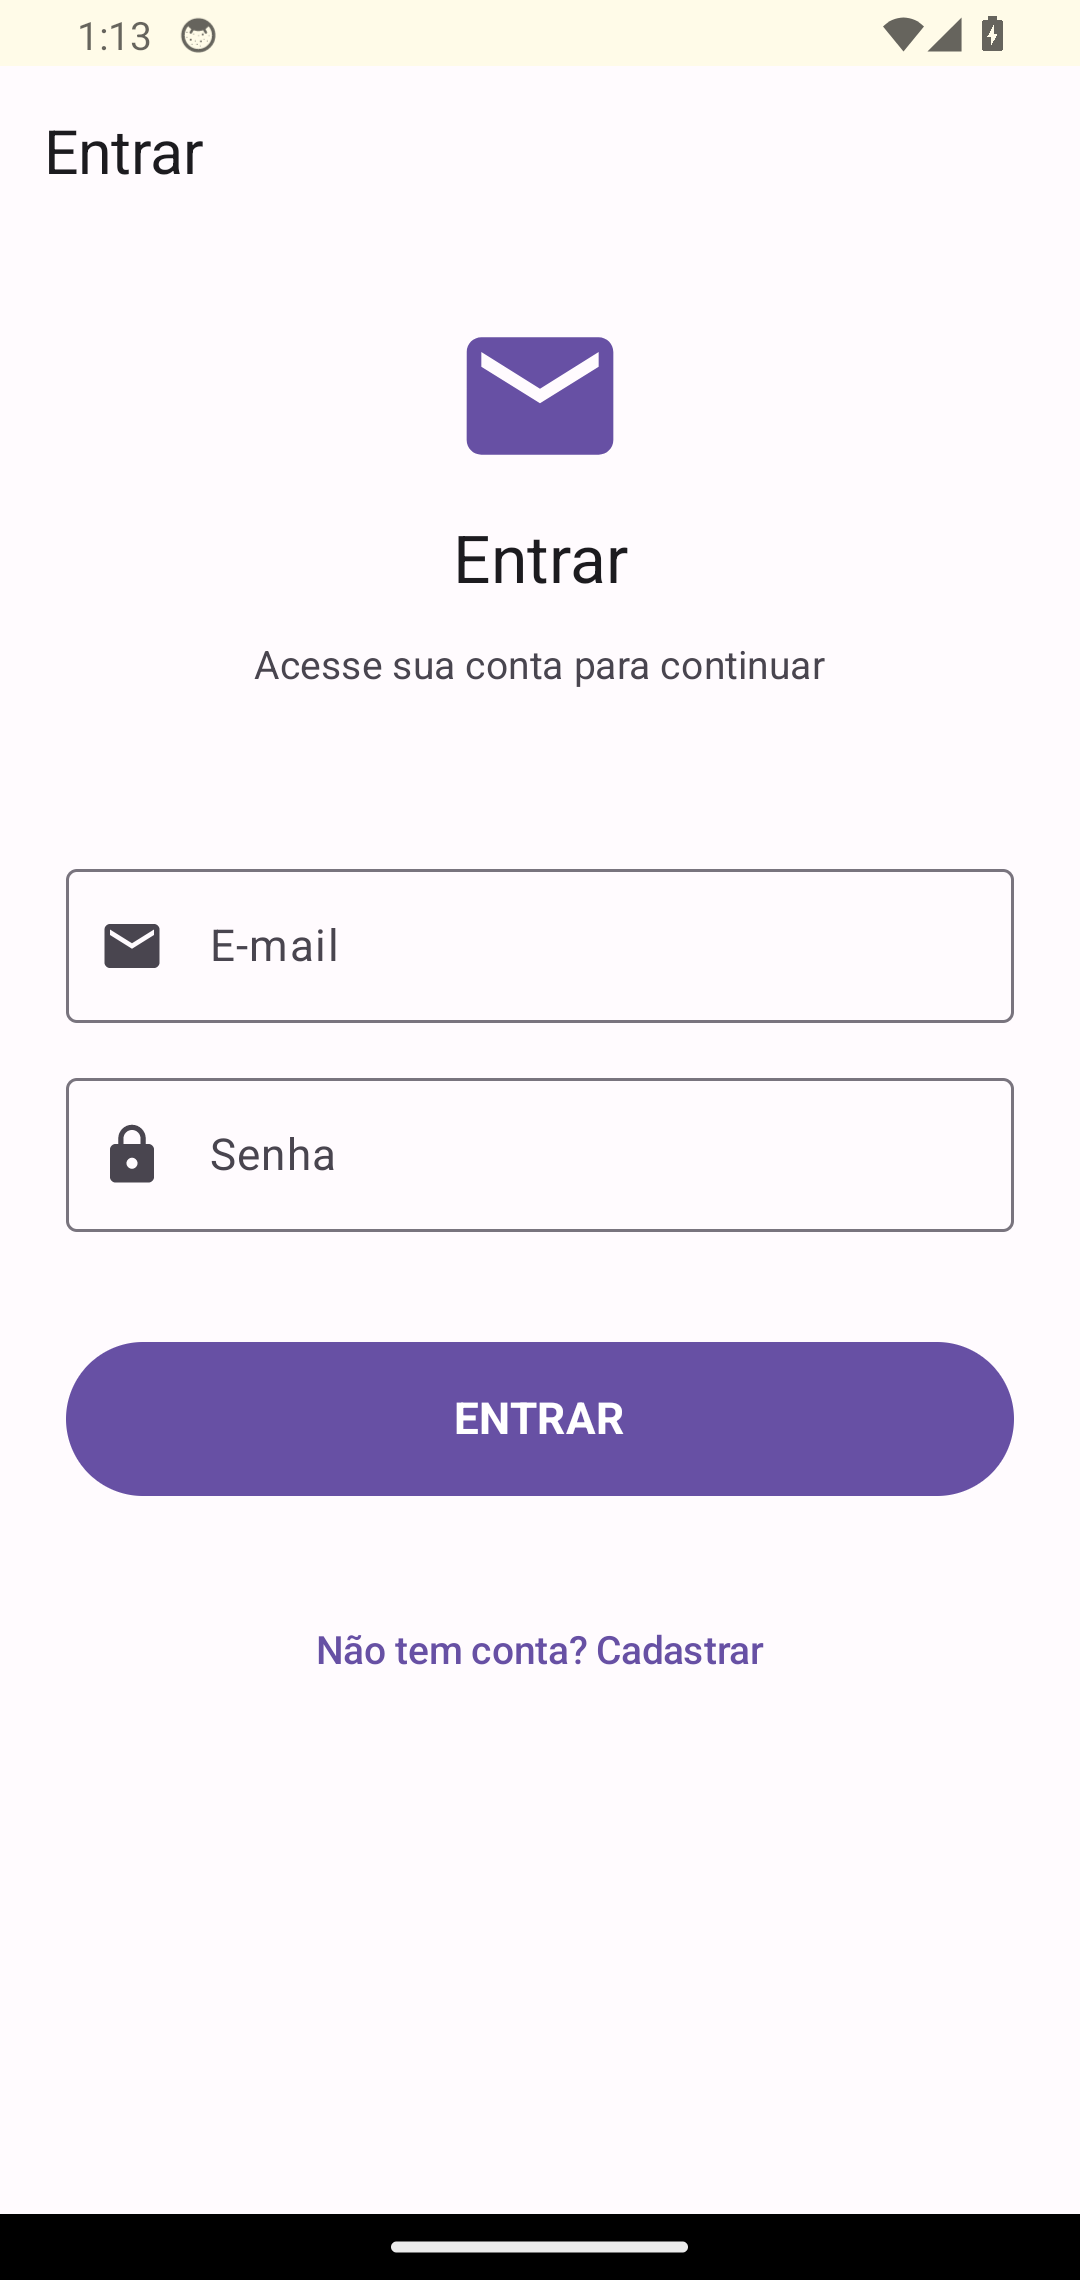 1:13
Entrar
Entrar
Acesse sua conta para continuar
E-mail
Senha
ENTRAR
Não tem conta? Cadastrar